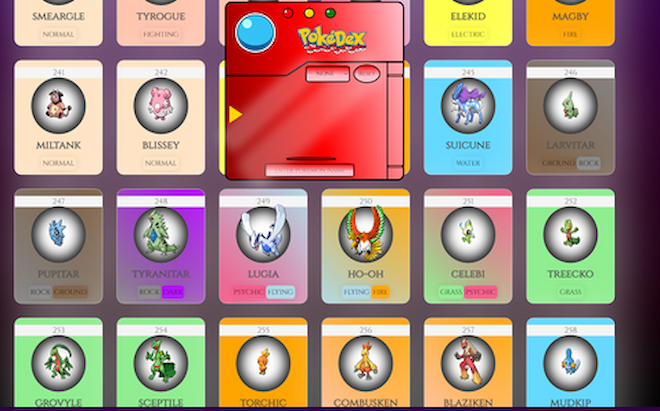 SMEARGLE TYROGUE ELEKID MAGBY
NORMAL FIGHTING ELECTRIC FIRE
PokéDex
NONE
241 242 245 246
MILTANK BLISSEY SUICUNE LARVITAR
NORMAL NORMAL WATER GROUND ROCK
247 248 249 250 251 252
PUPITAR TYRANITAR LUGIA HO-OH CELEBI TREECKO
ROCK GROUND ROCK DARK PSYCHIC FLYING FLYING FIRE GRASS PSYCHIC GRASS
253 254 255 256 257 258
GROVYLE SCEPTILE TORCHIC COMBUSKEN BLAZIKEN MUDKIP